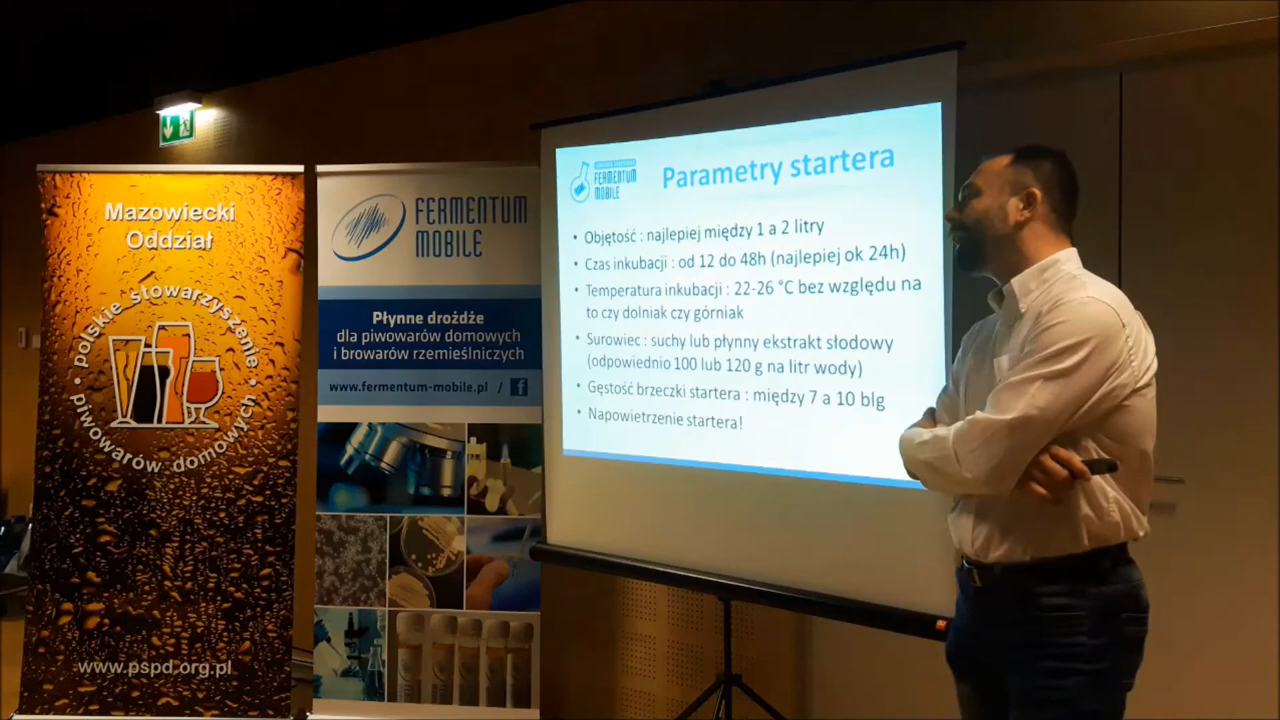 Mazowiecki
Oddział
• polskie stowarzyszenie •
piwowarów domowych
www.pspd.org.pl
FERMENTUM
MOBILE
Płynne drożdże
dla piwowarów domowych
i browarów rzemieślniczych
www.fermentum-mobile.pl / f
FERMENTUM
MOBILE
Parametry startera
• Objętość : najlepiej między 1 a 2 litry
• Czas inkubacji : od 12 do 48h (najlepiej ok 24h)
• Temperatura inkubacji : 22-26 °C bez względu na
to czy dolniak czy górniak
• Surowiec : suchy lub płynny ekstrakt słodowy
(odpowiednio 100 lub 120 g na litr wody)
• Gęstość brzeczki startera : między 7 a 10 blg
• Napowietrzenie startera!